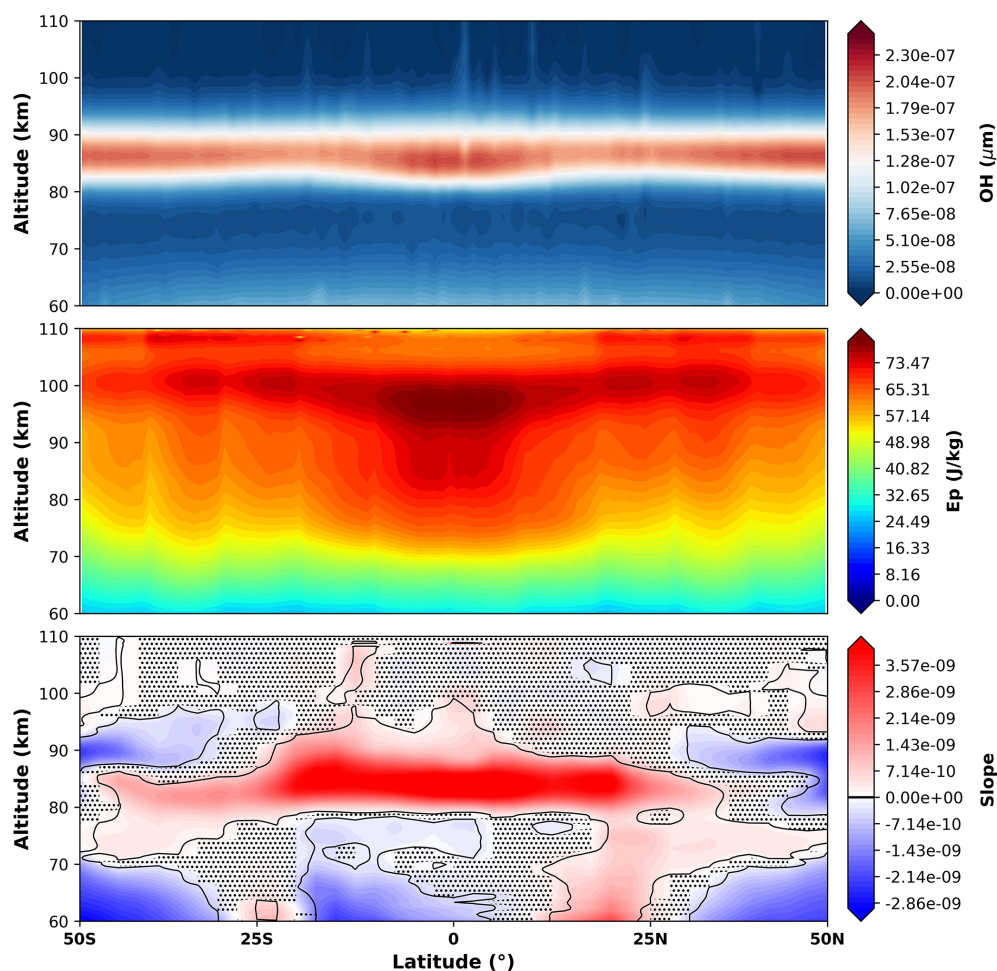 110
100
90
80
70
60
Altitude (km)
2.30e-07
2.04e-07
1.79e-07
1.53e-07
1.28e-07
1.02e-07
7.65e-08
5.10e-08
2.55e-08
0.00e+00
OH (μm)
110
100
90
80
70
60
Altitude (km)
73.47
65.31
57.14
48.98
40.82
32.65
24.49
16.33
8.16
0.00
Ep (J/kg)
110
100
90
80
70
60
Altitude (km)
3.57e-09
2.86e-09
2.14e-09
1.43e-09
7.14e-10
0.00e+00
-7.14e-10
-1.43e-09
-2.14e-09
-2.86e-09
Slope
50S 25S 0 25N 50N
Latitude (°)